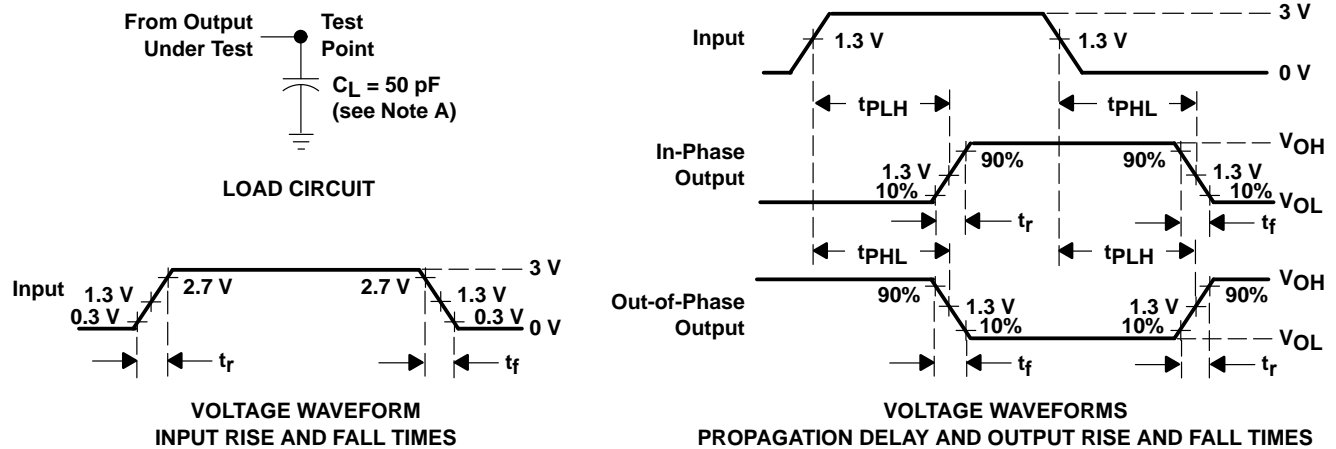 From Output
Under Test
Test
Point
CL = 50 pF
(see Note A)
LOAD CIRCUIT
Input
1.3 V
0.3 V
2.7 V
2.7 V
1.3 V
0.3 V
3 V
0 V
tr
tf
VOLTAGE WAVEFORM
INPUT RISE AND FALL TIMES
Input
1.3 V
1.3 V
3 V
0 V
tPLH
tPHL
In-Phase
Output
1.3 V
10%
90%
90%
1.3 V
10%
VOH
VOL
tr
tf
tPHL
tPLH
Out-of-Phase
Output
90%
1.3 V
10%
1.3 V
10%
90%
VOH
VOL
tf
tr
VOLTAGE WAVEFORMS
PROPAGATION DELAY AND OUTPUT RISE AND FALL TIMES